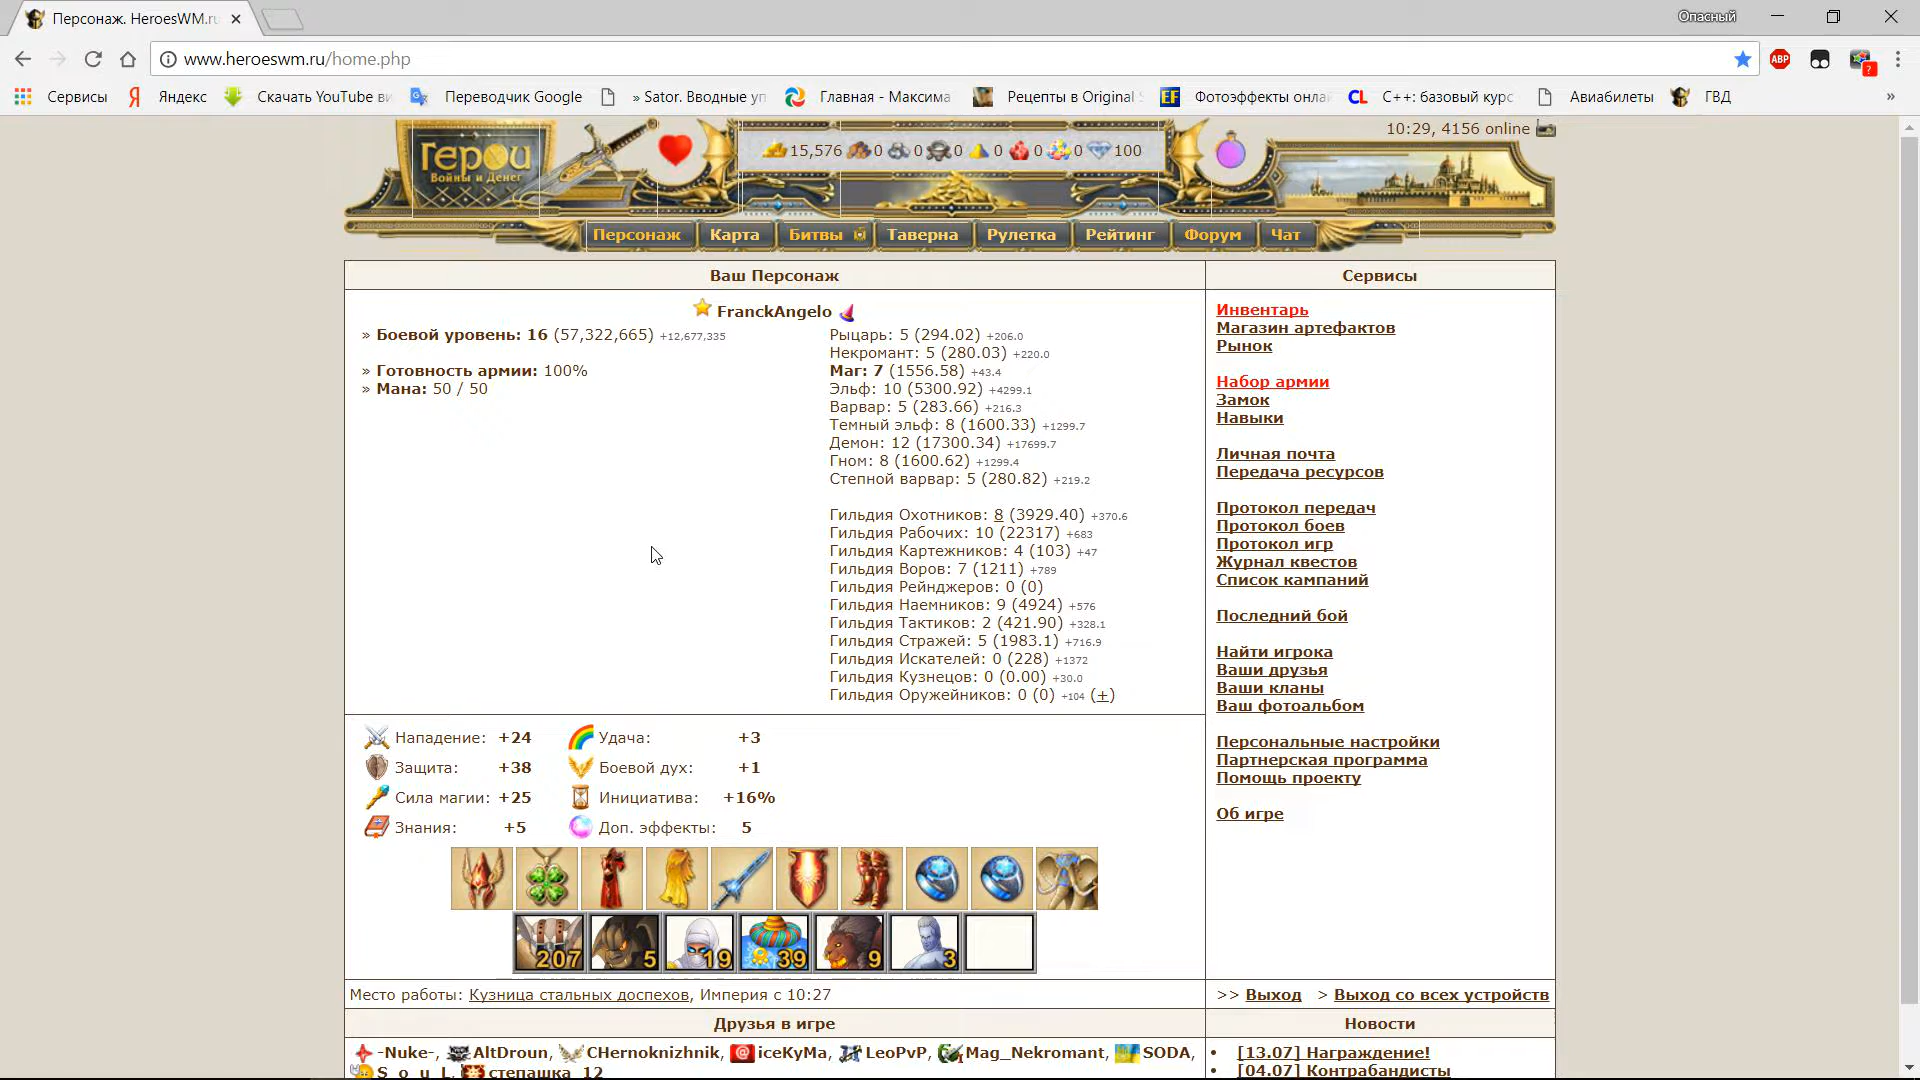 Персонаж. HeroesWM.ru
Опасный
www.heroeswm.ru/home.php
ABP
?
Сервисы Яндекс Скачать YouTube ви Переводчик Google » Sator. Вводные уп Главная - Максима Рецепты в Original EF Фотоэффекты онла CL C++: базовый курс Авиабилеты ГВД »
10:29, 4156 online
Герои
Войны и Денег
15,576 0 0 0 0 0 0 100
Персонаж Карта Битвы Таверна Рулетка Рейтинг Форум Чат
Ваш Персонаж
FranckAngelo
» Боевой уровень: 16 (57,322,665) +12,677,335
» Готовность армии: 100%
» Мана: 50 / 50
Рыцарь: 5 (294.02) +206.0
Некромант: 5 (280.03) +220.0
Маг: 7 (1556.58) +43.4
Эльф: 10 (5300.92) +4299.1
Варвар: 5 (283.66) +216.3
Темный эльф: 8 (1600.33) +1299.7
Демон: 12 (17300.34) +17699.7
Гном: 8 (1600.62) +1299.4
Степной варвар: 5 (280.82) +219.2
Гильдия Охотников: 8 (3929.40) +370.6
Гильдия Рабочих: 10 (22317) +683
Гильдия Картежников: 4 (103) +47
Гильдия Воров: 7 (1211) +789
Гильдия Рейнджеров: 0 (0)
Гильдия Наемников: 9 (4924) +576
Гильдия Тактиков: 2 (421.90) +328.1
Гильдия Стражей: 5 (1983.1) +716.9
Гильдия Искателей: 0 (228) +1372
Гильдия Кузнецов: 0 (0.00) +30.0
Гильдия Оружейников: 0 (0) +104 (+)
Нападение: +24 Удача: +3
Защита: +38 Боевой дух: +1
Сила магии: +25 Инициатива: +16%
Знания: +5 Доп. эффекты: 5
207 5 19 39 9 3
Место работы: Кузница стальных доспехов, Империя с 10:27
Друзья в игре
-Nuke-, AltDroun, CHernoknizhnik, iceKyMa, LeoPvP, Mag_Nekromant, SODA,
S_o_u_L, степашка_12
Сервисы
Инвентарь
Магазин артефактов
Рынок
Набор армии
Замок
Навыки
Личная почта
Передача ресурсов
Протокол передач
Протокол боев
Протокол игр
Журнал квестов
Список кампаний
Последний бой
Найти игрока
Ваши друзья
Ваши кланы
Ваш фотоальбом
Персональные настройки
Партнерская программа
Помощь проекту
Об игре
>> Выход > Выход со всех устройств
Новости
• [13.07] Награждение!
• [04.07] Контрабандисты